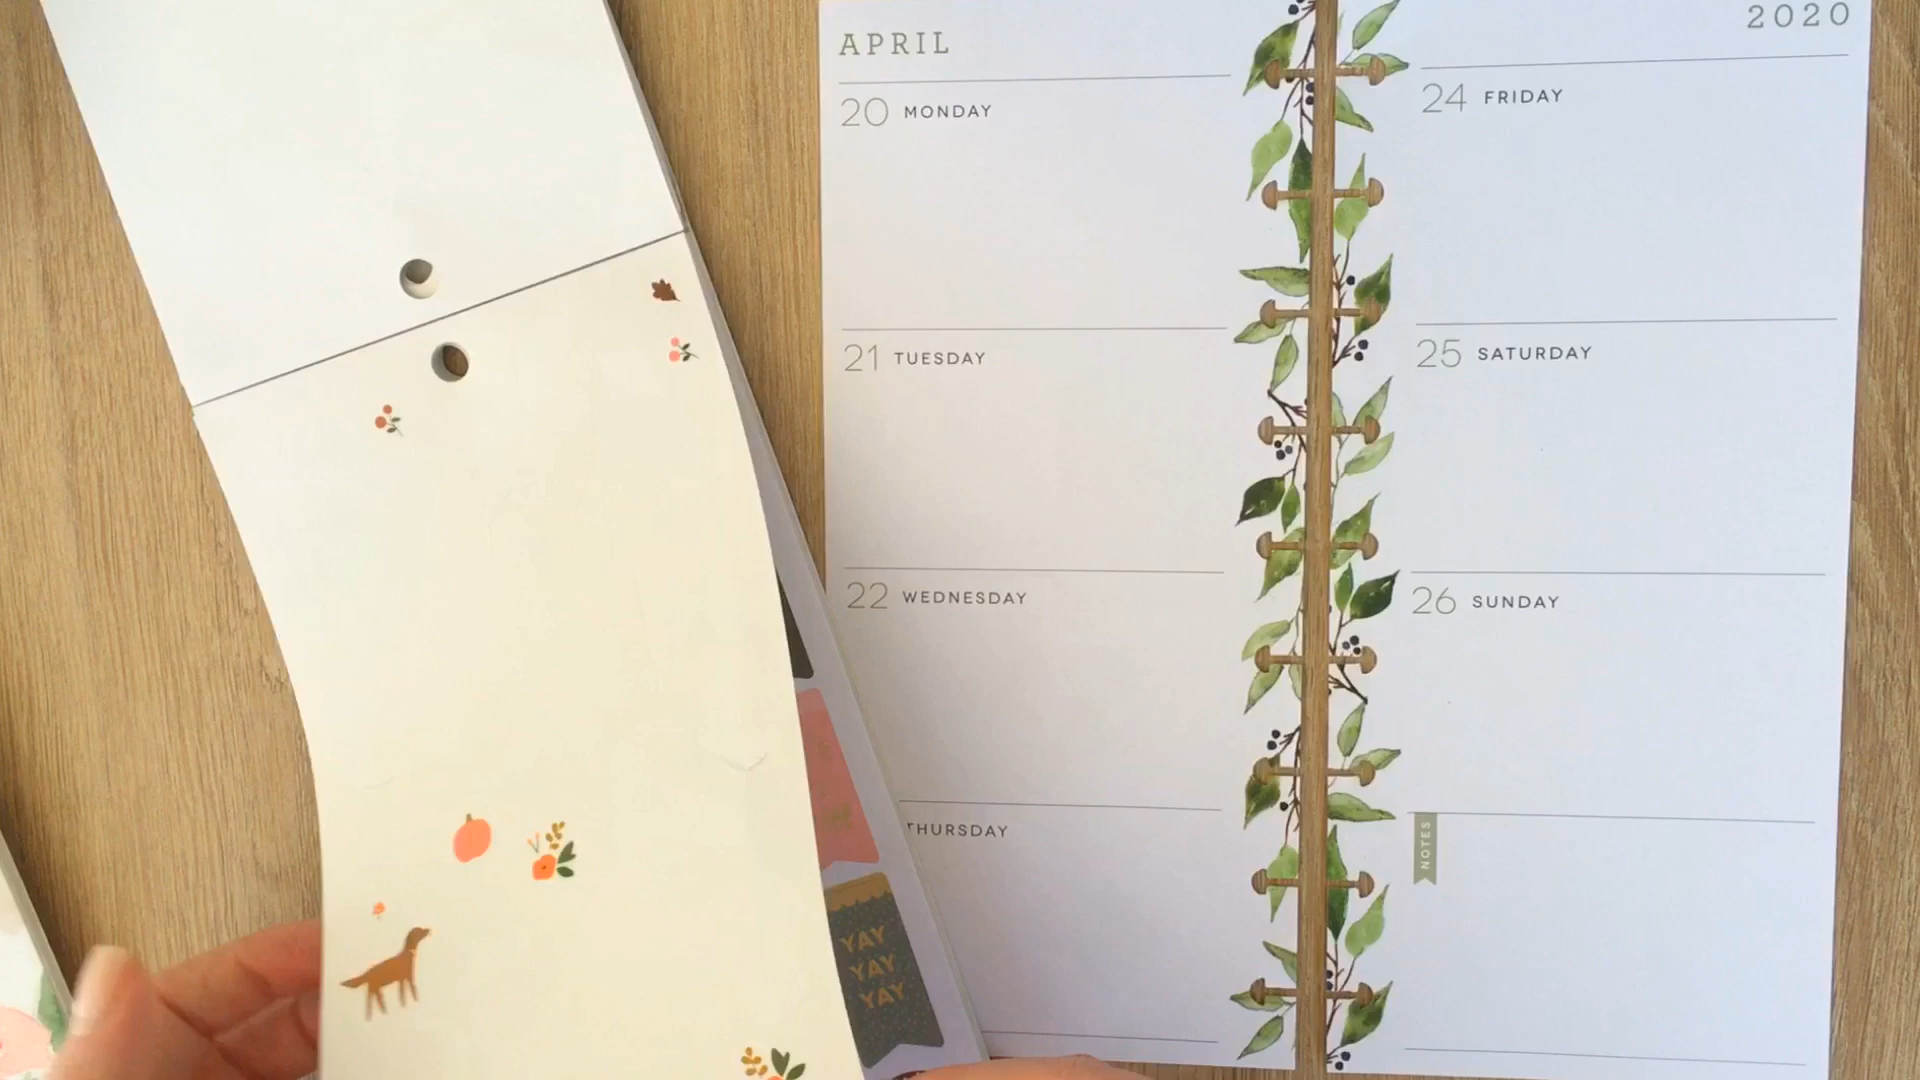 APRIL
2020
20 MONDAY
21 TUESDAY
22 WEDNESDAY
THURSDAY
24 FRIDAY
25 SATURDAY
26 SUNDAY
NOTES
YAY
YAY
YAY